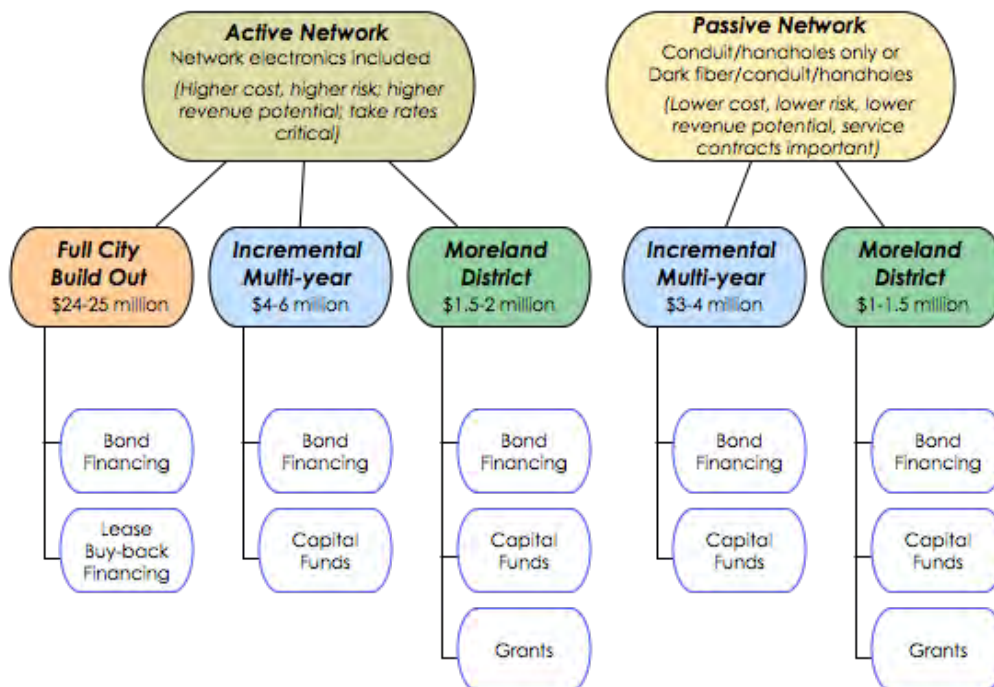 Active Network
Network electronics included
(Higher cost, higher risk; higher
revenue potential; take rates
critical)
Passive Network
Conduit/handholes only or
Dark fiber/conduit/handholes
(Lower cost, lower risk, lower
revenue potential, service
contracts important)
Full City
Build Out
$24-25 million
Incremental
Multi-year
$4-6 million
Moreland
District
$1.5-2 million
Incremental
Multi-year
$3-4 million
Moreland
District
$1-1.5 million
Bond
Financing
Bond
Financing
Bond
Financing
Bond
Financing
Bond
Financing
Lease
Buy-back
Financing
Capital
Funds
Capital
Funds
Capital
Funds
Capital
Funds
Grants
Grants